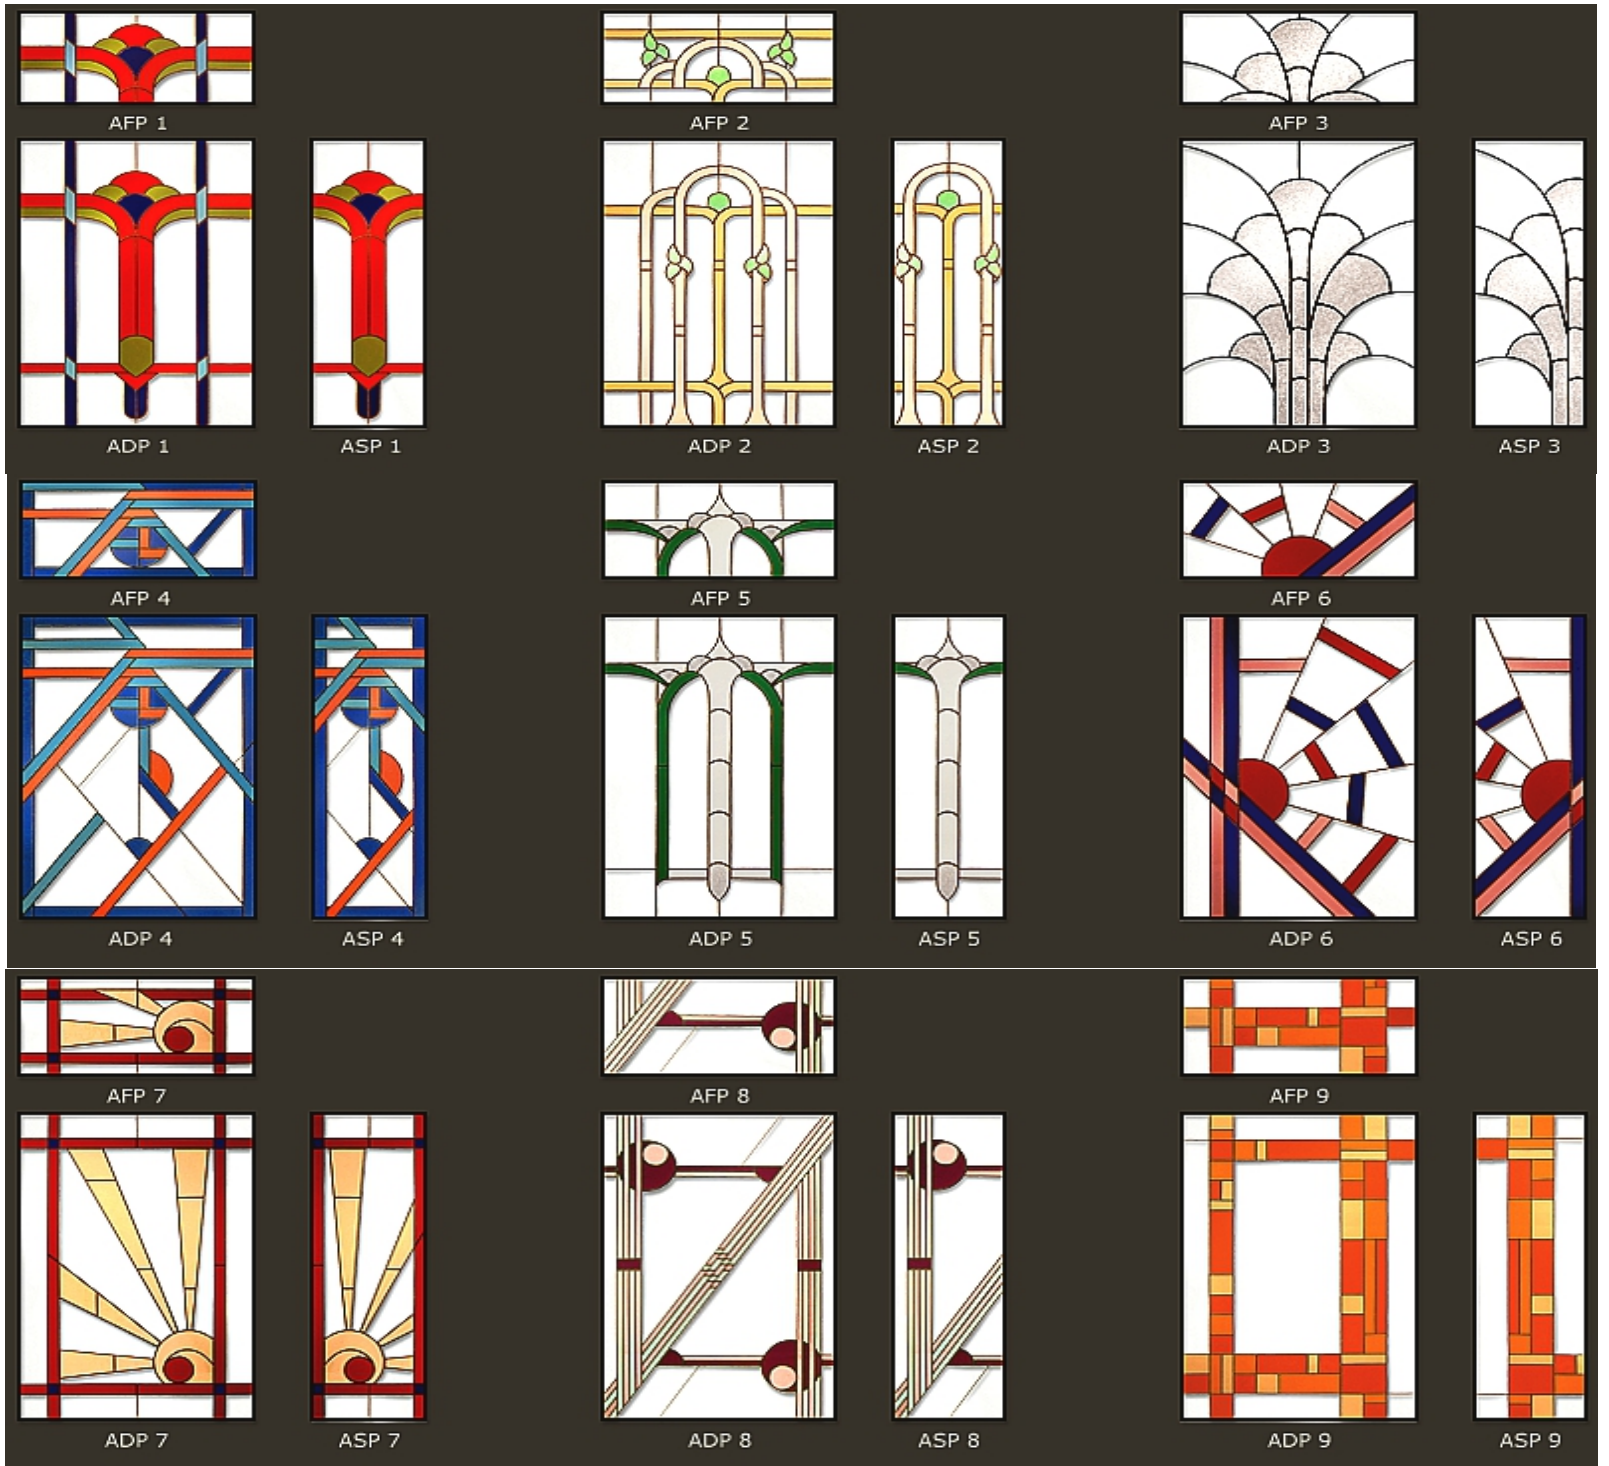 AFP 1
AFP 2
AFP 3
ADP 1
ASP 1
ADP 2
ASP 2
ADP 3
ASP 3
AFP 4
AFP 5
AFP 6
ADP 4
ASP 4
ADP 5
ASP 5
ADP 6
ASP 6
AFP 7
AFP 8
AFP 9
ADP 7
ASP 7
ADP 8
ASP 8
ADP 9
ASP 9